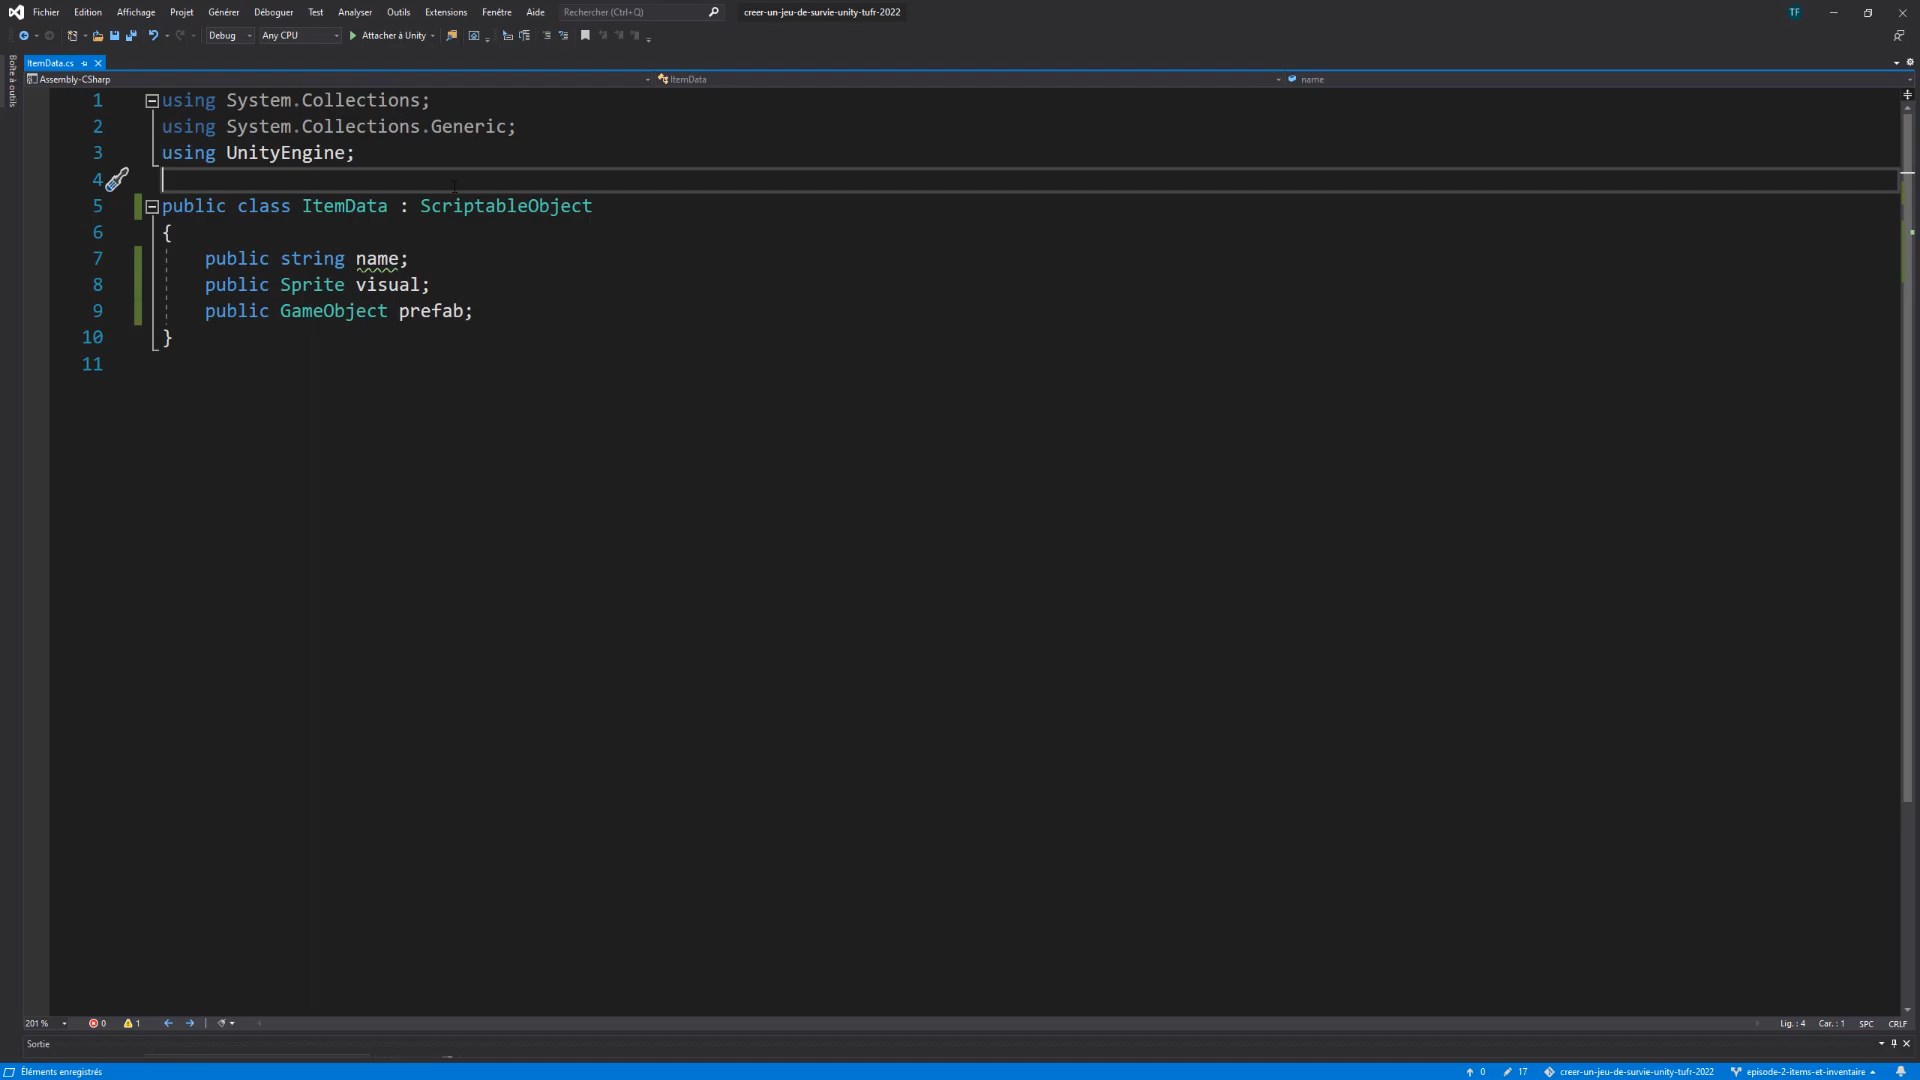 Fichier Edition Affichage Projet Générer Déboguer Test Analyser Outils Extensions Fenêtre Aide Rechercher (Ctrl+Q) creer-un-jeu-de-survie-unity-tufr-2022 TF
Debug Any CPU Attacher à Unity
Boîte à outils
ItemData.cs
Assembly-CSharp ItemData name
1 using System.Collections;
2 using System.Collections.Generic;
3 using UnityEngine;
4
5 public class ItemData : ScriptableObject
6 {
7 public string name;
8 public Sprite visual;
9 public GameObject prefab;
10 }
11
201 % 0 1 Lig. : 4 Car. : 1 SPC CRLF
Sortie
Éléments enregistrés 0 17 creer-un-jeu-de-survie-unity-tufr-2022 episode-2-items-et-inventaire